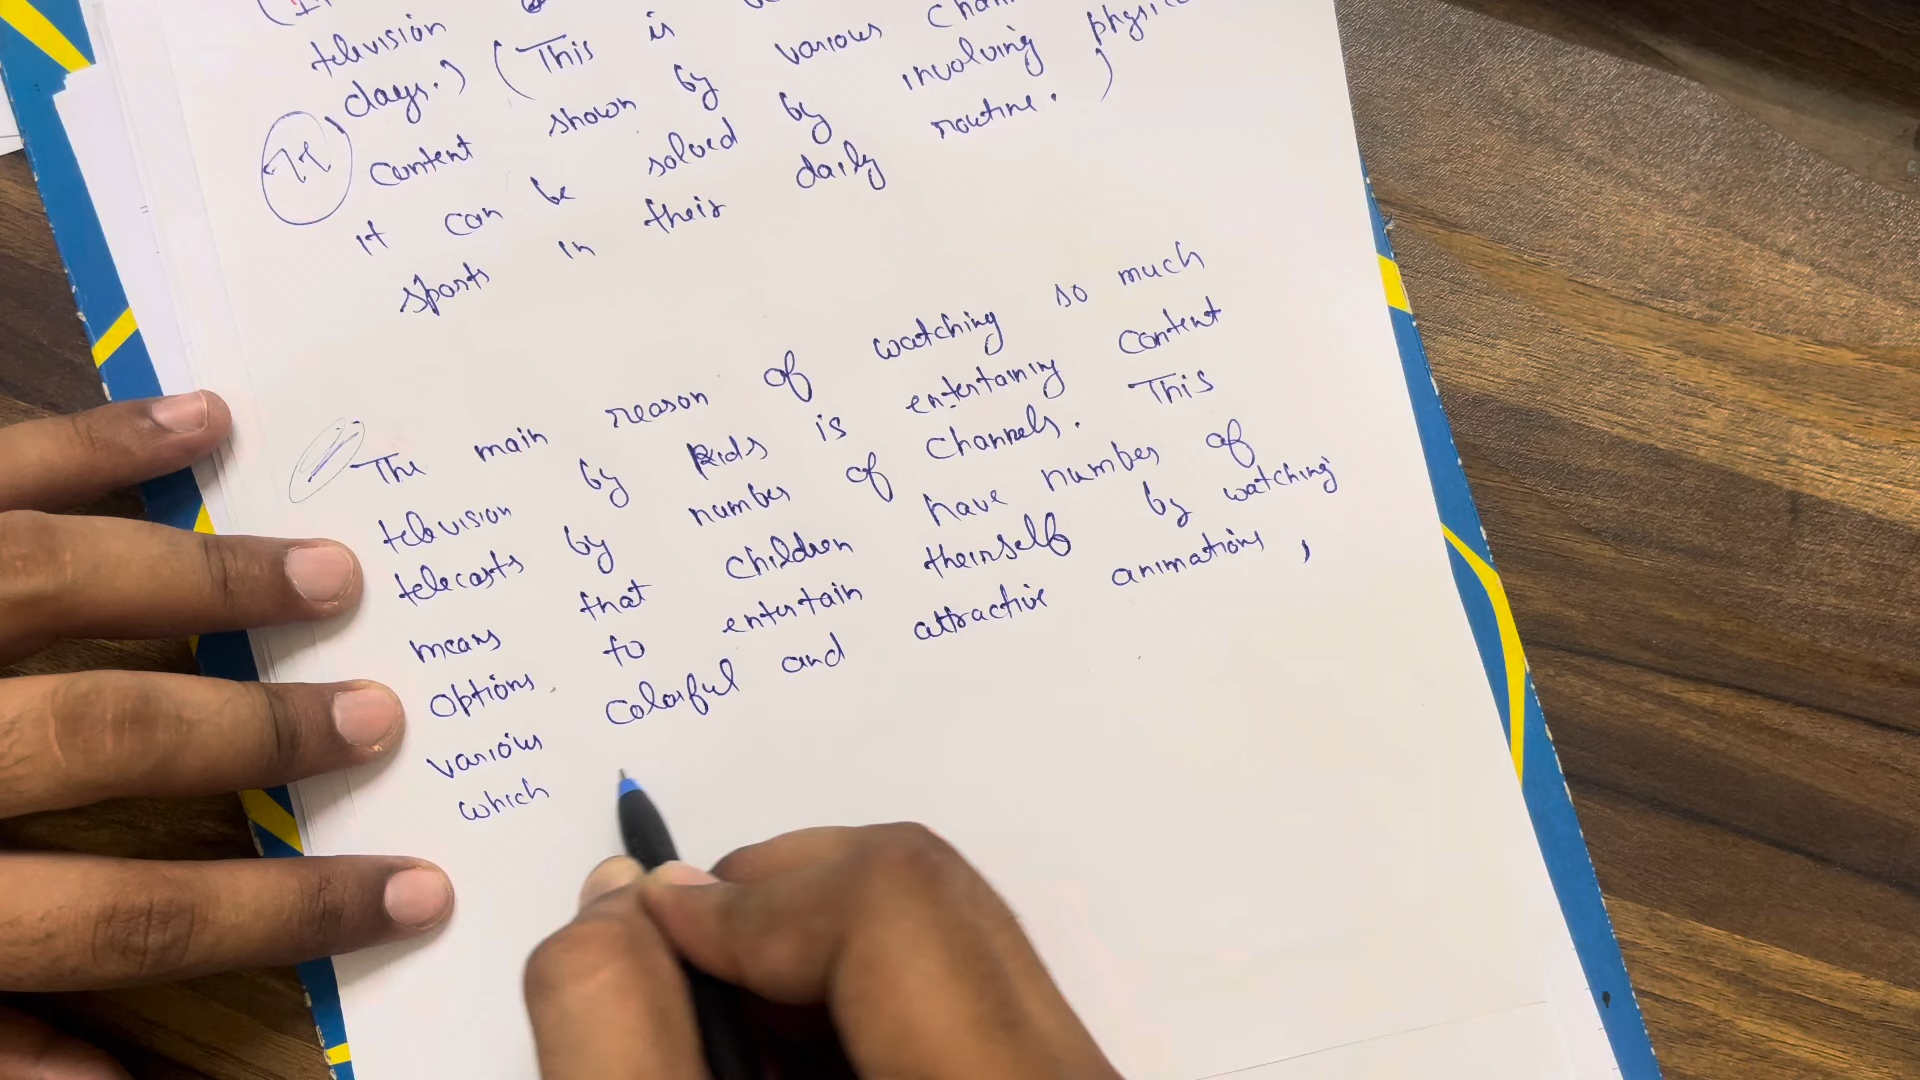 television
days.) (This is
content shown by various
it can be solved by involving
sports in their daily routine.)
The main reason of watching so much
television by kids is entertaining content
telecasts by number of channels. This
means that children have number of
options to entertain theirself by watching
various colorful and attractive animations,
which